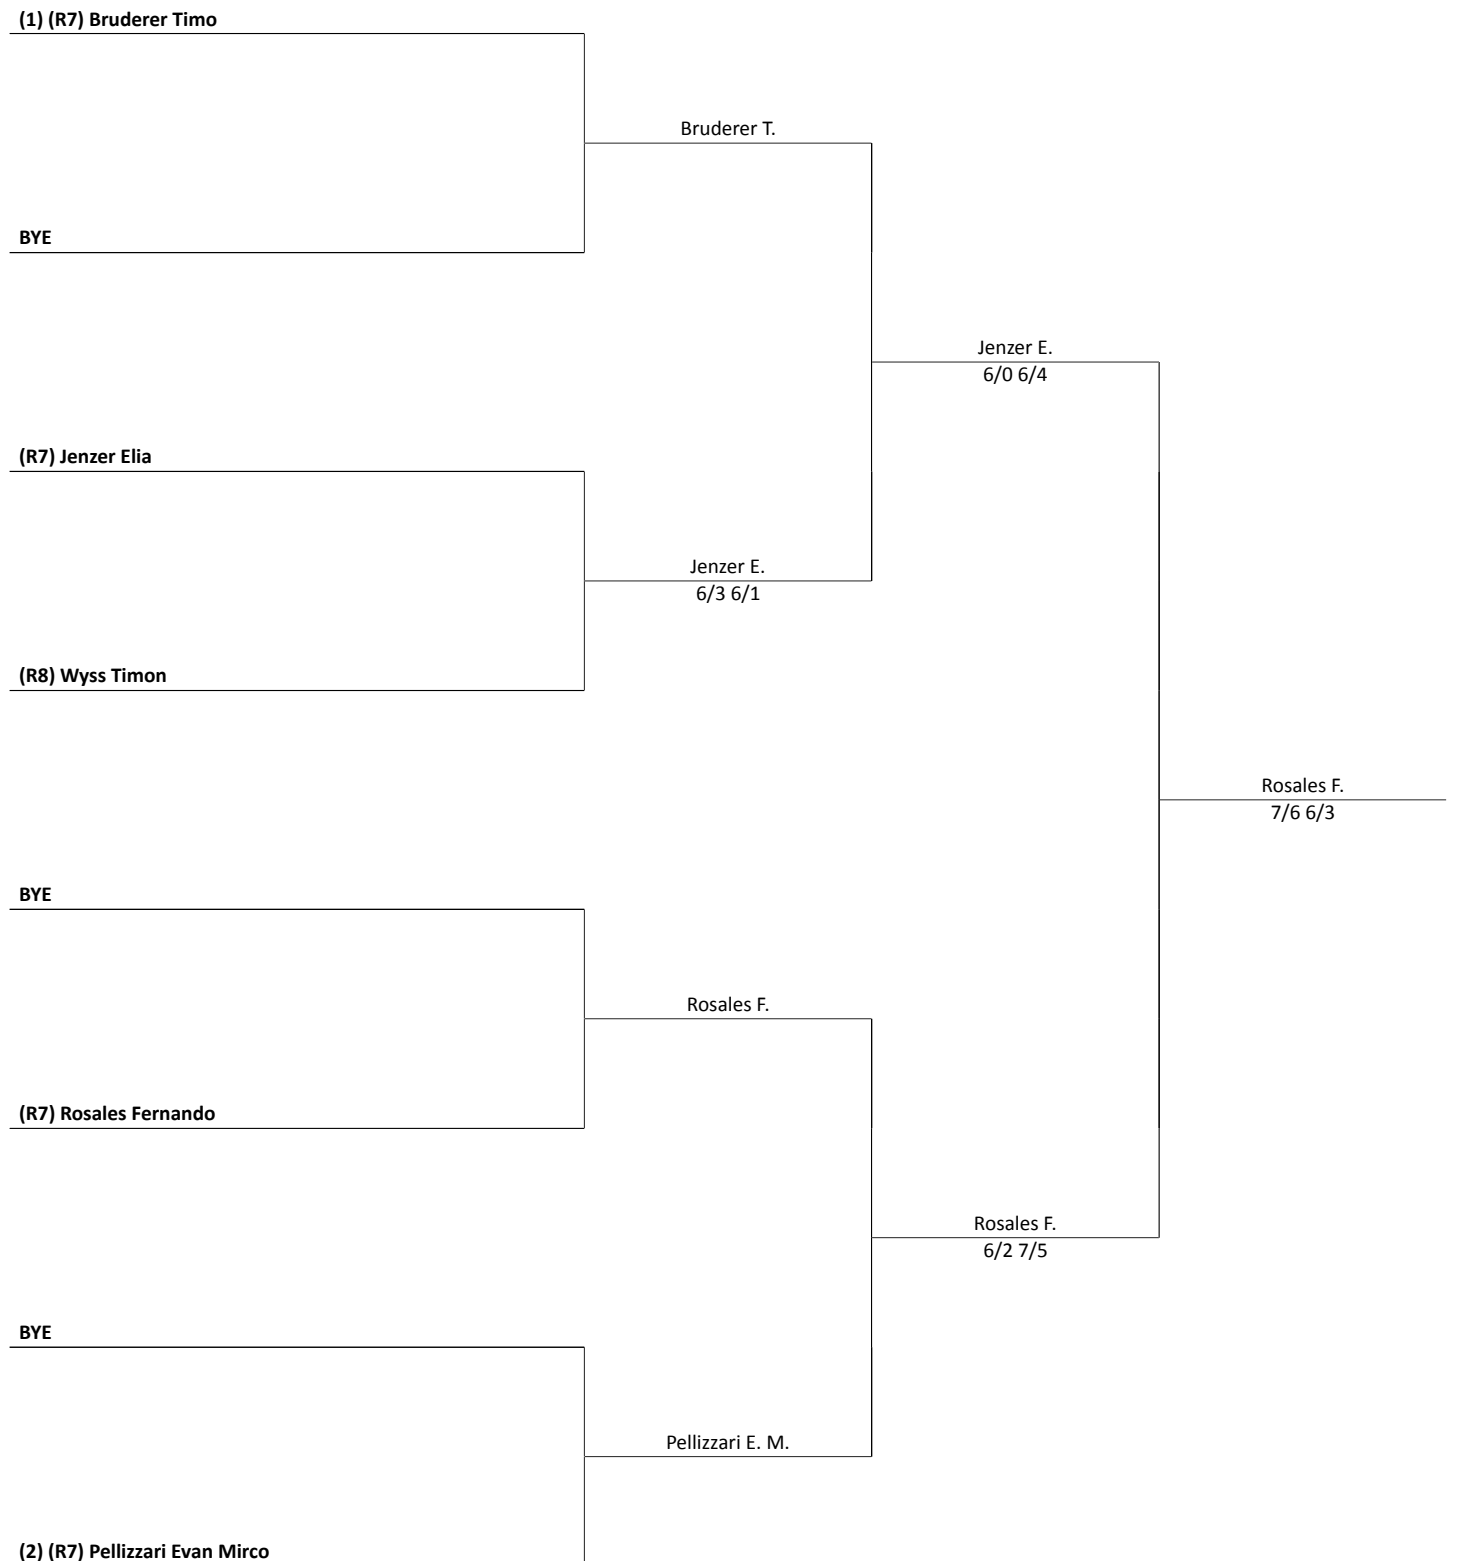 (1) (R7) Bruderer Timo
Bruderer T.
BYE
Jenzer E.
6/0 6/4
(R7) Jenzer Elia
Jenzer E.
6/3 6/1
(R8) Wyss Timon
Rosales F.
7/6 6/3
BYE
Rosales F.
(R7) Rosales Fernando
Rosales F.
6/2 7/5
BYE
Pellizzari E. M.
(2) (R7) Pellizzari Evan Mirco